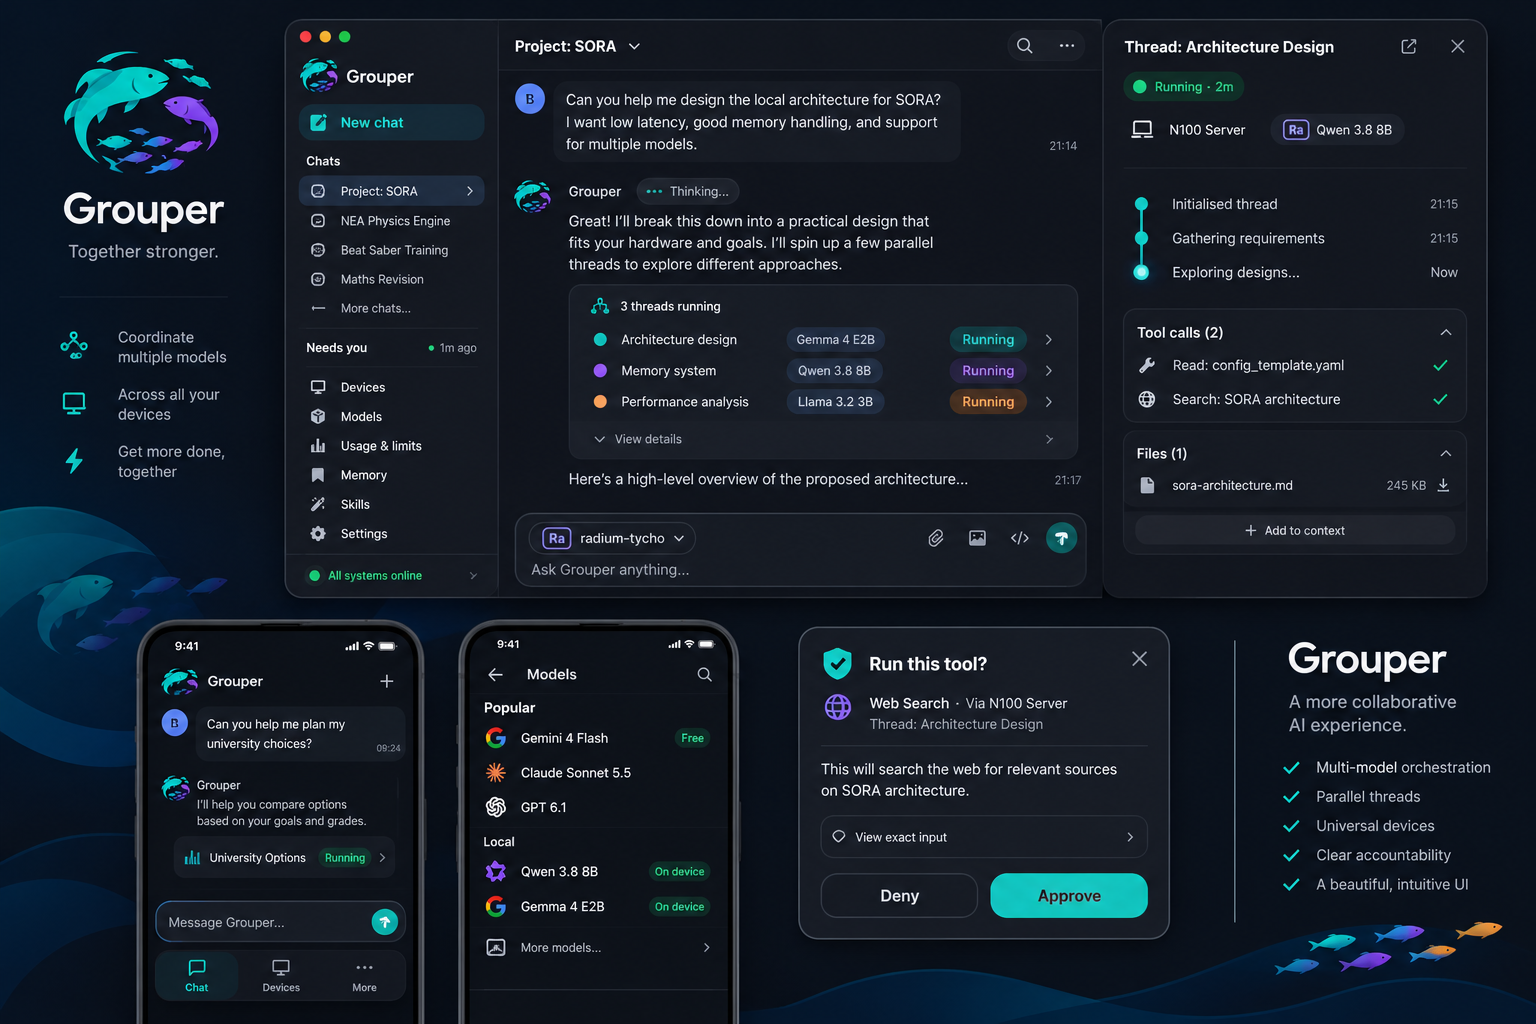 Grouper
Together stronger.
Coordinate
multiple models
Across all your
devices
Get more done,
together
Grouper
New chat
Chats
Project: SORA
NEA Physics Engine
Beat Saber Training
Maths Revision
More chats...
Needs you
1m ago
Devices
Models
Usage & limits
Memory
Skills
Settings
All systems online
Project: SORA
B
Can you help me design the local architecture for SORA?
I want low latency, good memory handling, and support
for multiple models.
21:14
Grouper
Thinking...
Great! I'll break this down into a practical design that
fits your hardware and goals. I'll spin up a few parallel
threads to explore different approaches.
3 threads running
Architecture design Gemma 4 E2B Running
Memory system Qwen 3.8 8B Running
Performance analysis Llama 3.2 3B Running
View details
Here's a high-level overview of the proposed architecture...
21:17
Ra radium-tycho
Ask Grouper anything...
Thread: Architecture Design
Running · 2m
N100 Server
Ra Qwen 3.8 8B
Initialised thread 21:15
Gathering requirements 21:15
Exploring designs... Now
Tool calls (2)
Read: config_template.yaml
Search: SORA architecture
Files (1)
sora-architecture.md 245 KB
+ Add to context
9:41
Grouper
B
Can you help me plan my
university choices?
09:24
Grouper
I'll help you compare options
based on your goals and grades.
University Options Running
Message Grouper...
Chat
Devices
More
9:41
Models
Popular
Gemini 4 Flash Free
Claude Sonnet 5.5
GPT 6.1
Local
Qwen 3.8 8B On device
Gemma 4 E2B On device
More models...
Run this tool?
Web Search · Via N100 Server
Thread: Architecture Design
This will search the web for relevant sources
on SORA architecture.
View exact input
Deny
Approve
Grouper
A more collaborative
AI experience.
Multi-model orchestration
Parallel threads
Universal devices
Clear accountability
A beautiful, intuitive UI